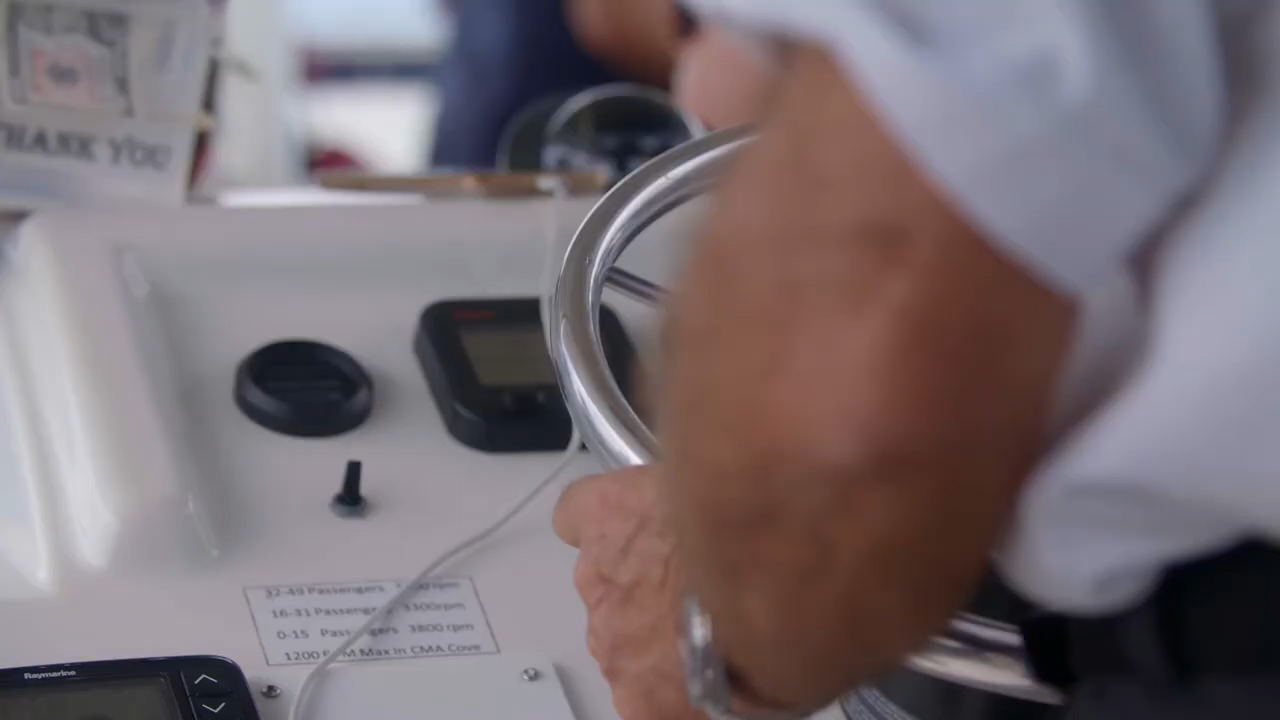 THANK YOU
32-49 Passengers rpm
16-31 Passengers 3300rpm
0-15 Passengers 3800 rpm
1200 RPM Max in CMA Cove
Raymarine